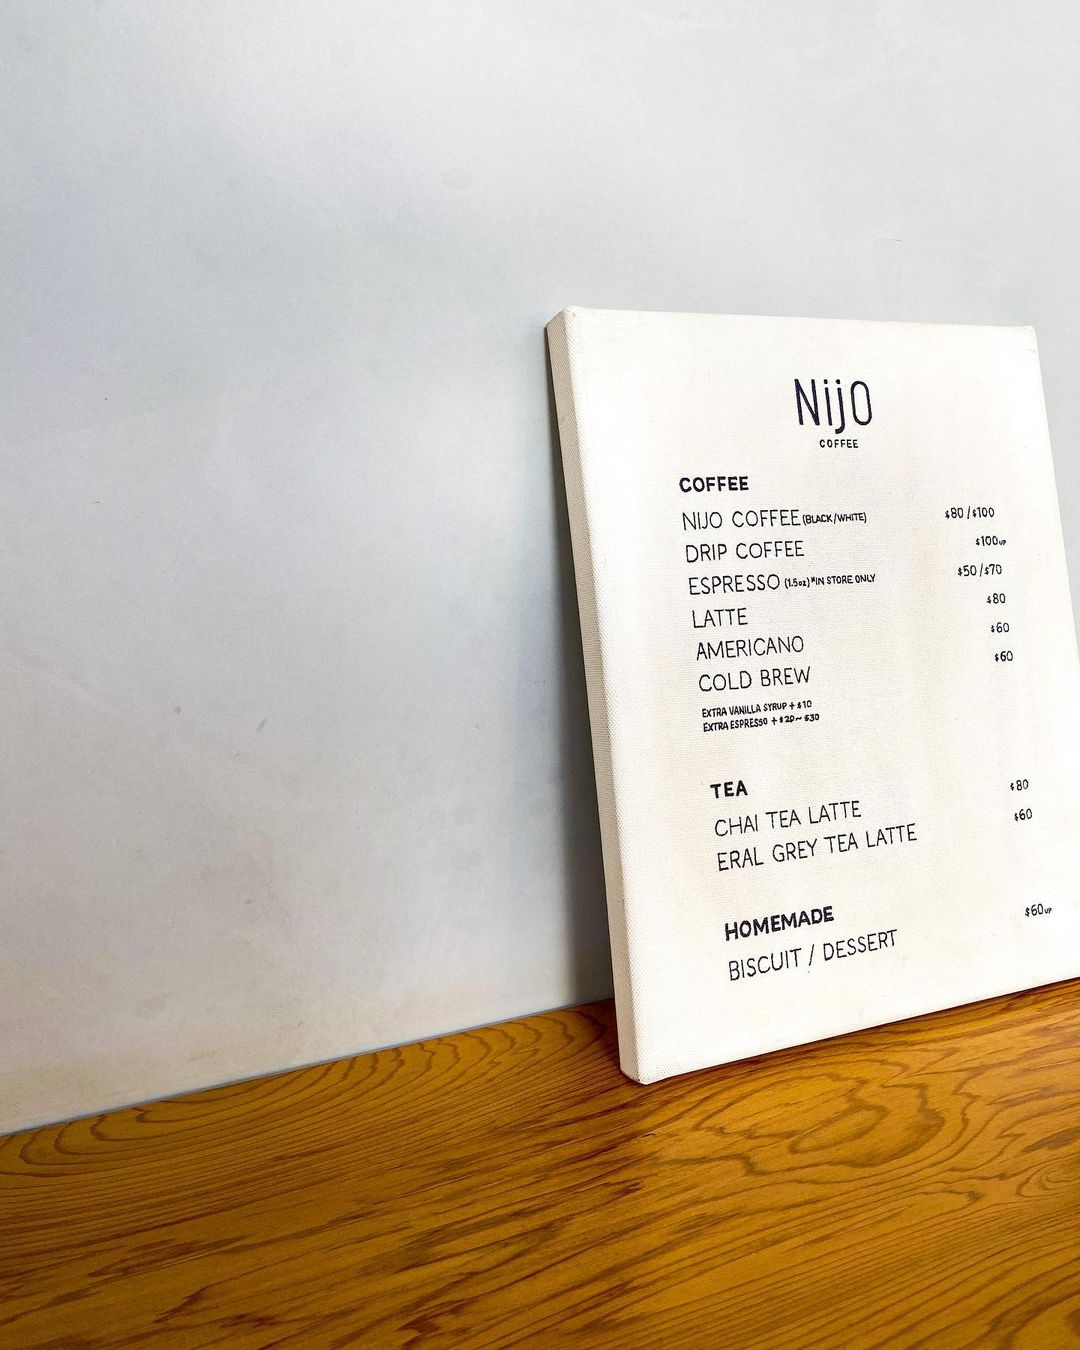 NijO
COFFEE
COFFEE
NIJO COFFEE (BLACK/WHITE) $80/$100
DRIP COFFEE $100UP
ESPRESSO (1.5oz) *IN STORE ONLY $50/$70
LATTE $80
AMERICANO $60
COLD BREW $60
EXTRA VANILLA SYRUP + $10
EXTRA ESPRESSO + $20~$30
TEA
CHAI TEA LATTE $80
ERAL GREY TEA LATTE $60
HOMEMADE
BISCUIT / DESSERT $60UP